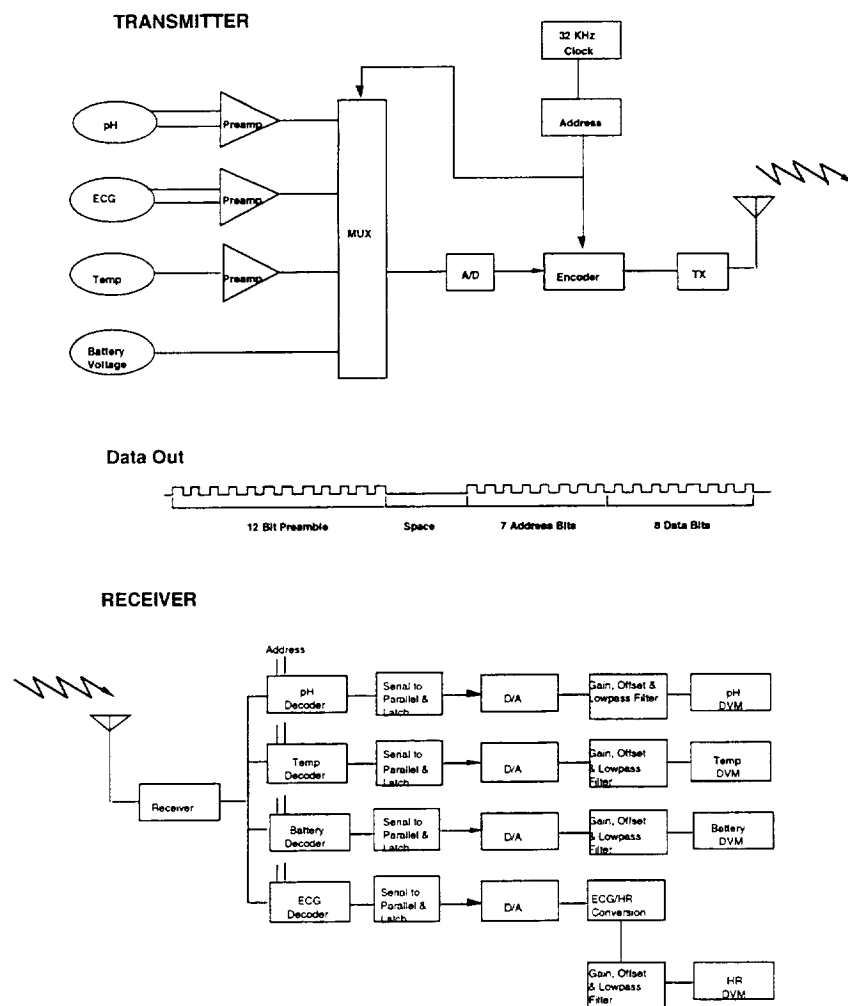 TRANSMITTER
32 KHz
Clock
Address
pH
Preamp
ECG
Preamp
MUX
Temp
Preamp
A/D
Encoder
TX
Battery
Voltage
Data Out
12 Bit Preamble
Space
7 Address Bits
8 Data Bits
RECEIVER
Address
pH
Decoder
Serial to
Parallel &
Latch
D/A
Gain, Offset &
Lowpass Filter
pH
DVM
Receiver
Temp
Decoder
Serial to
Parallel &
Latch
D/A
Gain, Offset
& Lowpass
Filter
Temp
DVM
Battery
Decoder
Serial to
Parallel &
Latch
D/A
Gain, Offset
& Lowpass
Filter
Battery
DVM
ECG
Decoder
Serial to
Parallel &
Latch
D/A
ECG/HR
Conversion
Gain, Offset
& Lowpass
Filter
HR
DVM